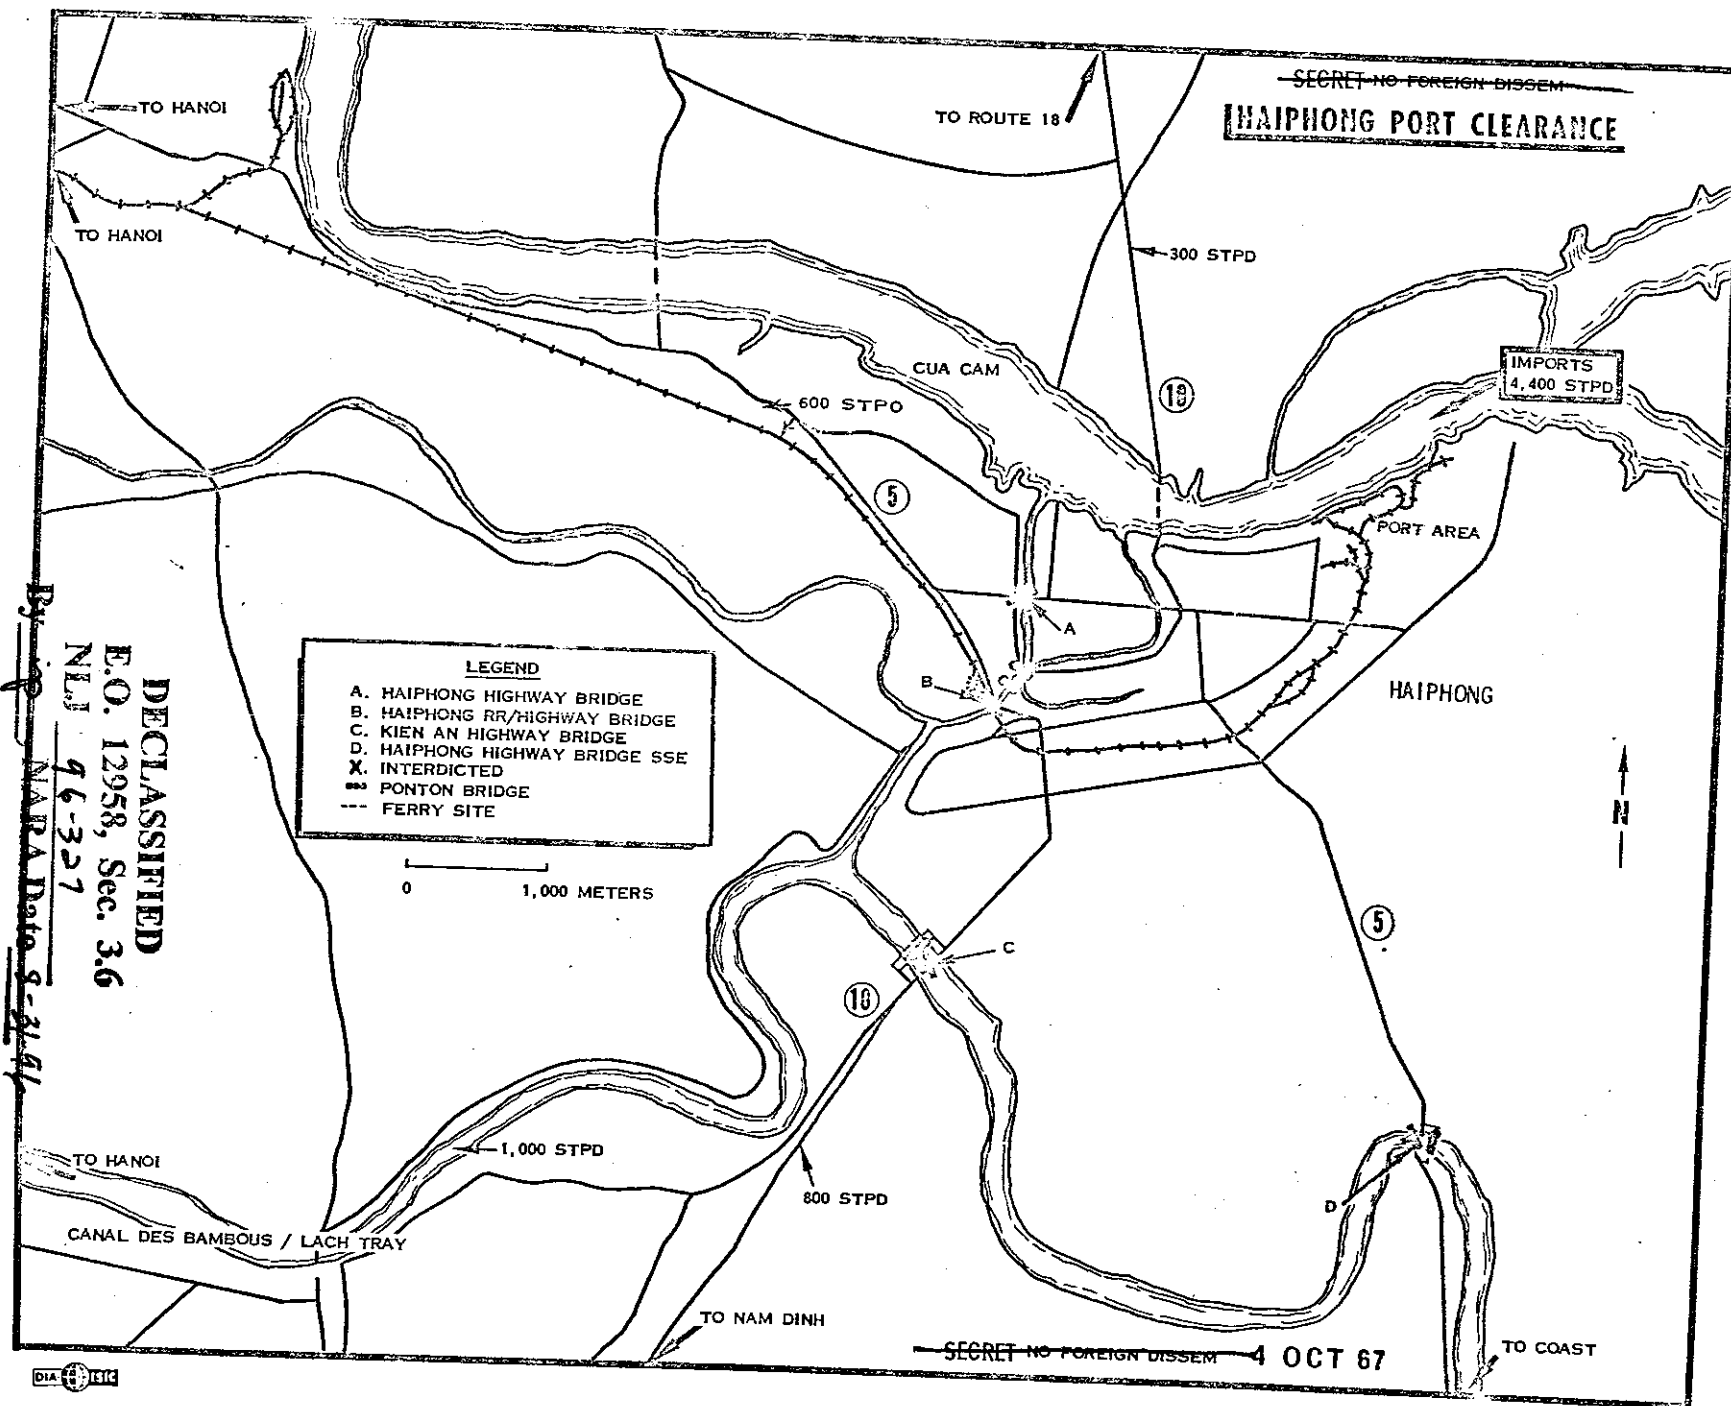 SECRET NO FOREIGN DISSEM
HAIPHONG PORT CLEARANCE
TO HANOI
TO ROUTE 18
TO HANOI
300 STPD
CUA CAM
IMPORTS
4,400 STPD
10
600 STPD
5
PORT AREA
A
B
HAIPHONG
LEGEND
A. HAIPHONG HIGHWAY BRIDGE
B. HAIPHONG RR/HIGHWAY BRIDGE
C. KIEN AN HIGHWAY BRIDGE
D. HAIPHONG HIGHWAY BRIDGE SSE
X. INTERDICTED
PONTON BRIDGE
--- FERRY SITE
0 1,000 METERS
N
5
C
10
DECLASSIFIED
E.O. 12958, Sec. 3.6
NLJ 96-327
By NARA Date
TO HANOI
1,000 STPD
800 STPD
D
CANAL DES BAMBOUS / LACH TRAY
TO NAM DINH
SECRET NO FOREIGN DISSEM 4 OCT 67
TO COAST
DIA